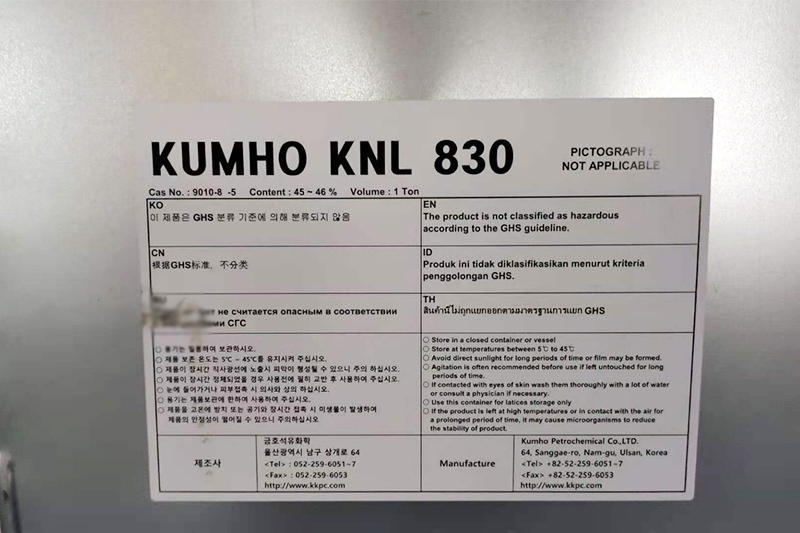 KUMHO KNL 830
PICTOGRAPH :
NOT APPLICABLE
Cas No. : 9010-8 -5 Content : 45 ~ 46 % Volume : 1 Ton
KO
이 제품은 GHS 분류 기준에 의해 분류되지 않음
EN
The product is not classified as hazardous
according to the GHS guideline.
CN
根据GHS标准，不分类
ID
Produk ini tidak diklasifikasikan menurut kriteria
penggolongan GHS.
не считается опасным в соответствии
СГС
TH
สินค้านี้ไม่ถูกแยกออกตามมาตรฐานการแยก GHS
○ 용기는 밀봉하여 보관하시오.
○ 제품 보존 온도는 5℃ ~ 45℃를 유지시켜 주십시오.
○ 제품이 장시간 직사광선에 노출시 피막이 형성될 수 있으니 주의 하십시오.
○ 제품이 장시간 정체되었을 경우 사용전에 필히 교반 후 사용하여 주십시오.
○ 눈에 들어가거나 피부접촉 시 의사와 상의 하십시오.
○ 용기는 제품보관에 한하여 사용하여 주십시오.
○ 제품을 고온에 방치 또는 공기와 장시간 접촉 시 미생물이 발생하여
제품의 안정성이 떨어질 수 있으니 주의하십시오
○ Store in a closed container or vessel
○ Store at temperatures between 5℃ to 45℃
○ Avoid direct sunlight for long periods of time or film may be formed.
○ Agitation is often recommended before use if left untouched for long
periods of time.
○ If contacted with eyes of skin wash them thoroughly with a lot of water
or consult a physician if necessary.
○ Use this container for latices storage only
○ If the product is left at high temperatures or in contact with the air for
a prolonged period of time, it may cause microorganisms to reduce
the stability of product.
제조사
금호석유화학
울산광역시 남구 상개로 64
<Tel> : 052-259-6051~7
<Fax> : 052-259-6053
http://www.kkpc.com
Manufacture
Kumho Petrochemical Co.,LTD.
64, Sanggae-ro, Nam-gu, Ulsan, Korea
<Tel> +82-52-259-6051~7
<Fax> +82-52-259-6053
http://www.kkpc.com